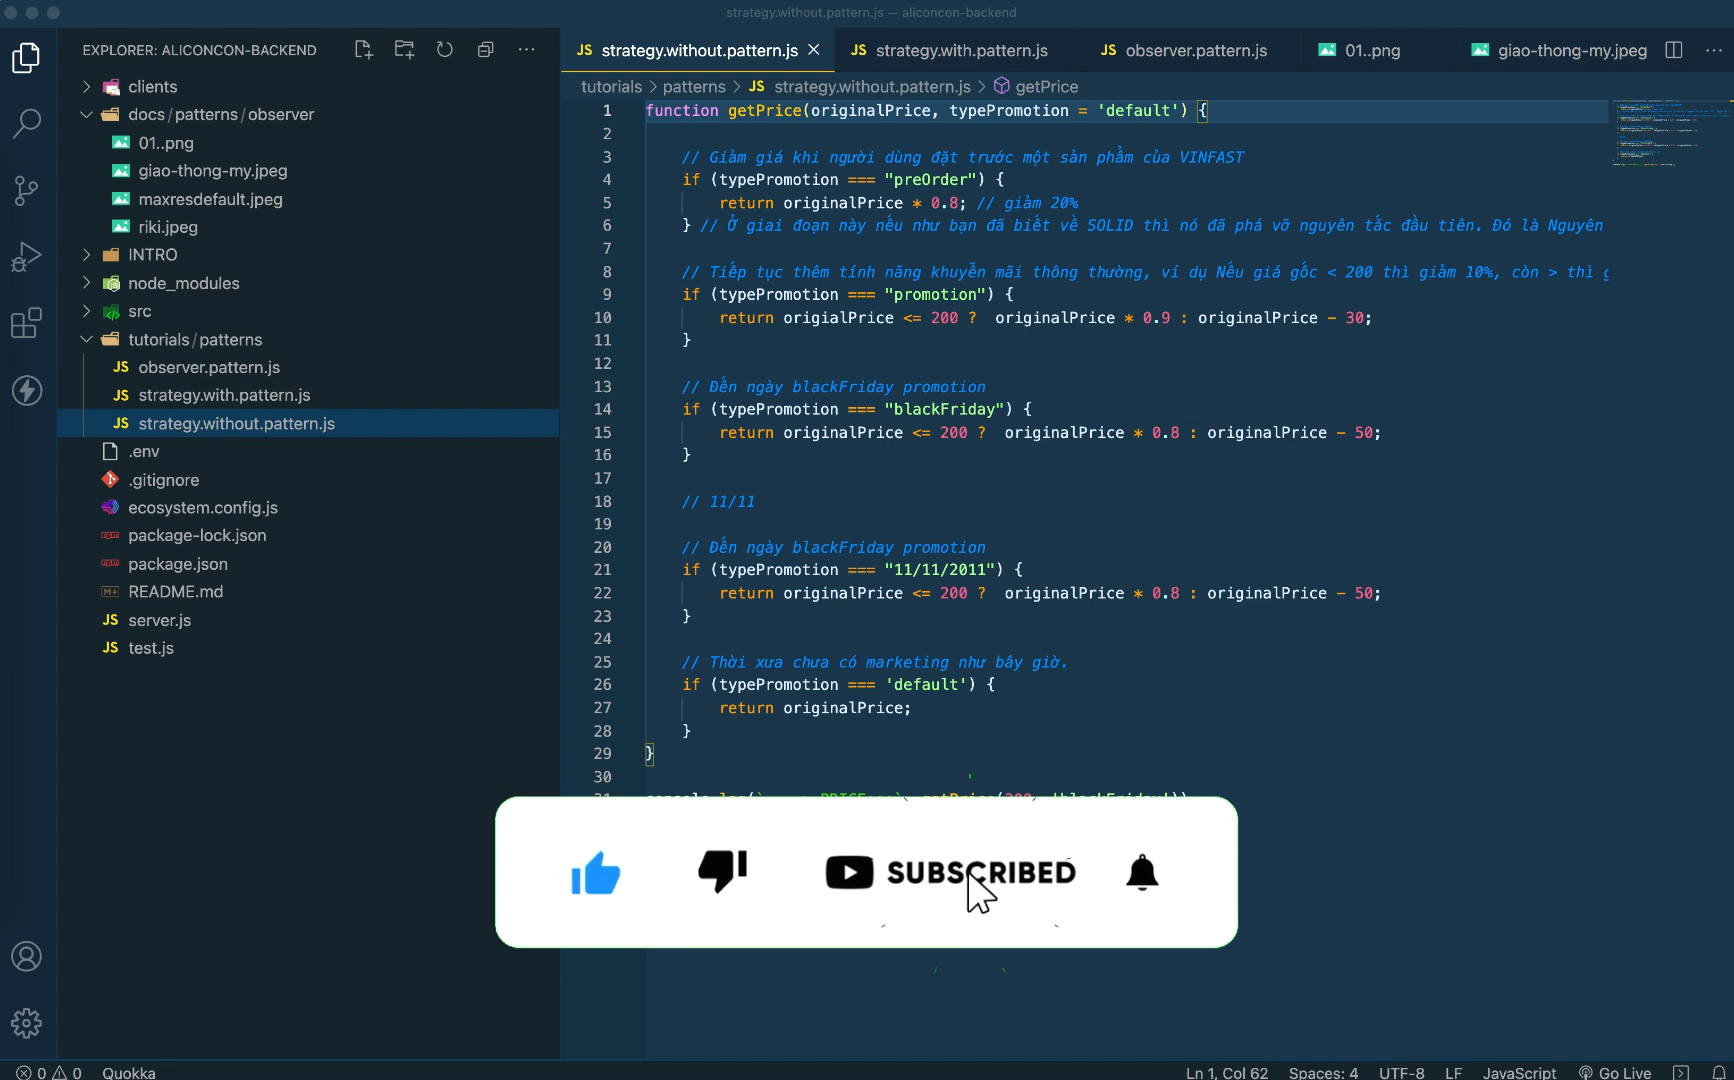 strategy.without.pattern.js — aliconcon-backend
EXPLORER: ALICONCON-BACKEND
clients
docs / patterns / observer
01..png
giao-thong-my.jpeg
maxresdefault.jpeg
riki.jpeg
INTRO
node_modules
src
tutorials / patterns
JS observer.pattern.js
JS strategy.with.pattern.js
JS strategy.without.pattern.js
.env
.gitignore
ecosystem.config.js
package-lock.json
package.json
README.md
JS server.js
JS test.js
JS strategy.without.pattern.js
JS strategy.with.pattern.js
JS observer.pattern.js
01..png
giao-thong-my.jpeg
tutorials > patterns > JS strategy.without.pattern.js > getPrice
1 function getPrice(originalPrice, typePromotion = 'default') {
2
3 // Giảm giá khi người dùng đặt trước một sản phẩm của VINFAST
4 if (typePromotion === "preOrder") {
5 return originalPrice * 0.8; // giảm 20%
6 } // Ở giai đoạn này nếu như bạn đã biết về SOLID thì nó đã phá vỡ nguyên tắc đầu tiên. Đó là Nguyên
7
8 // Tiếp tục thêm tính năng khuyến mãi thông thường, ví dụ Nếu giá gốc < 200 thì giảm 10%, còn > thì
9 if (typePromotion === "promotion") {
10 return origialPrice <= 200 ? originalPrice * 0.9 : originalPrice - 30;
11 }
12
13 // Đến ngày blackFriday promotion
14 if (typePromotion === "blackFriday") {
15 return originalPrice <= 200 ? originalPrice * 0.8 : originalPrice - 50;
16 }
17
18 // 11/11
19
20 // Đến ngày blackFriday promotion
21 if (typePromotion === "11/11/2011") {
22 return originalPrice <= 200 ? originalPrice * 0.8 : originalPrice - 50;
23 }
24
25 // Thời xưa chưa có marketing như bây giờ.
26 if (typePromotion === 'default') {
27 return originalPrice;
28 }
29 }
30
SUBSCRIBED
0 0 Quokka
Ln 1, Col 62 Spaces: 4 UTF-8 LF JavaScript Go Live